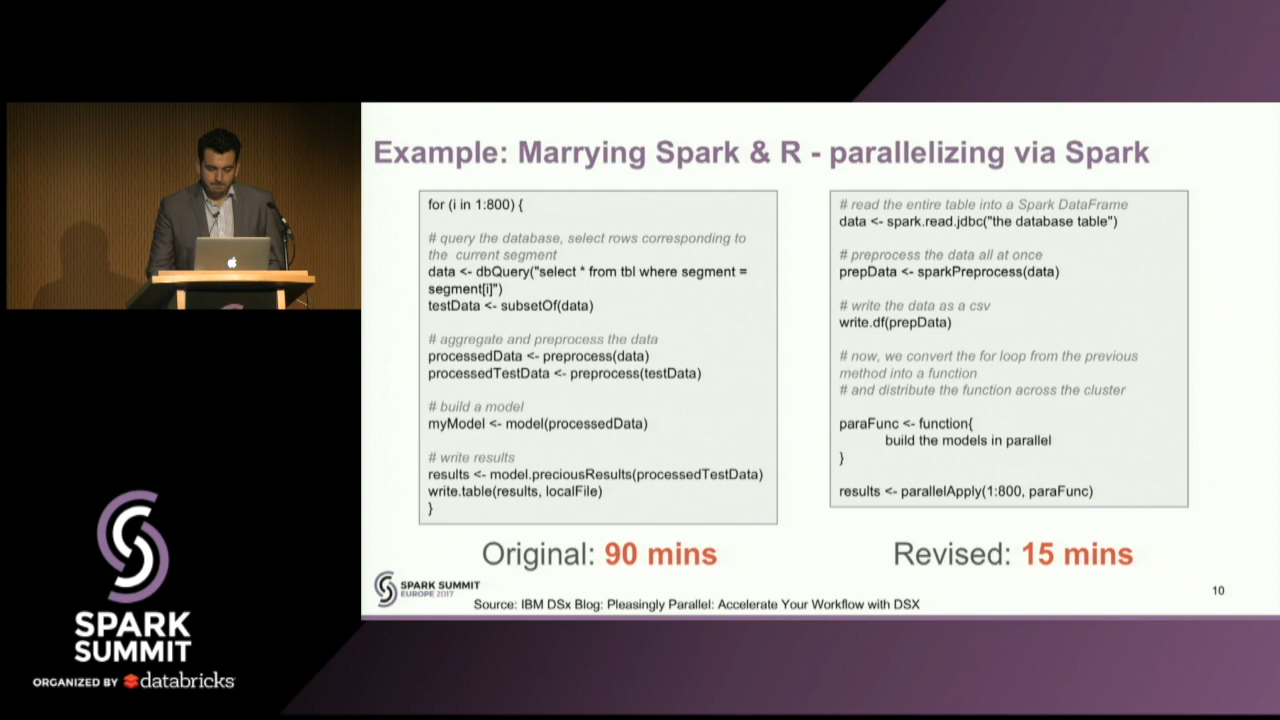 Example: Marrying Spark & R - parallelizing via Spark
for (i in 1:800) {
# query the database, select rows corresponding to
the current segment
data <- dbQuery("select * from tbl where segment =
segment[i]")
testData <- subsetOf(data)
# aggregate and preprocess the data
processedData <- preprocess(data)
processedTestData <- preprocess(testData)
# build a model
myModel <- model(processedData)
# write results
results <- model.preciousResults(processedTestData)
write.table(results, localFile)
}
Original: 90 mins
# read the entire table into a Spark DataFrame
data <- spark.read.jdbc("the database table")
# preprocess the data all at once
prepData <- sparkPreprocess(data)
# write the data as a csv
write.df(prepData)
# now, we convert the for loop from the previous
method into a function
# and distribute the function across the cluster
paraFunc <- function{
build the models in parallel
}
results <- parallelApply(1:800, paraFunc)
Revised: 15 mins
SPARK SUMMIT
EUROPE 2017
Source: IBM DSx Blog: Pleasingly Parallel: Accelerate Your Workflow with DSX
10
SPARK
SUMMIT
ORGANIZED BY databricks